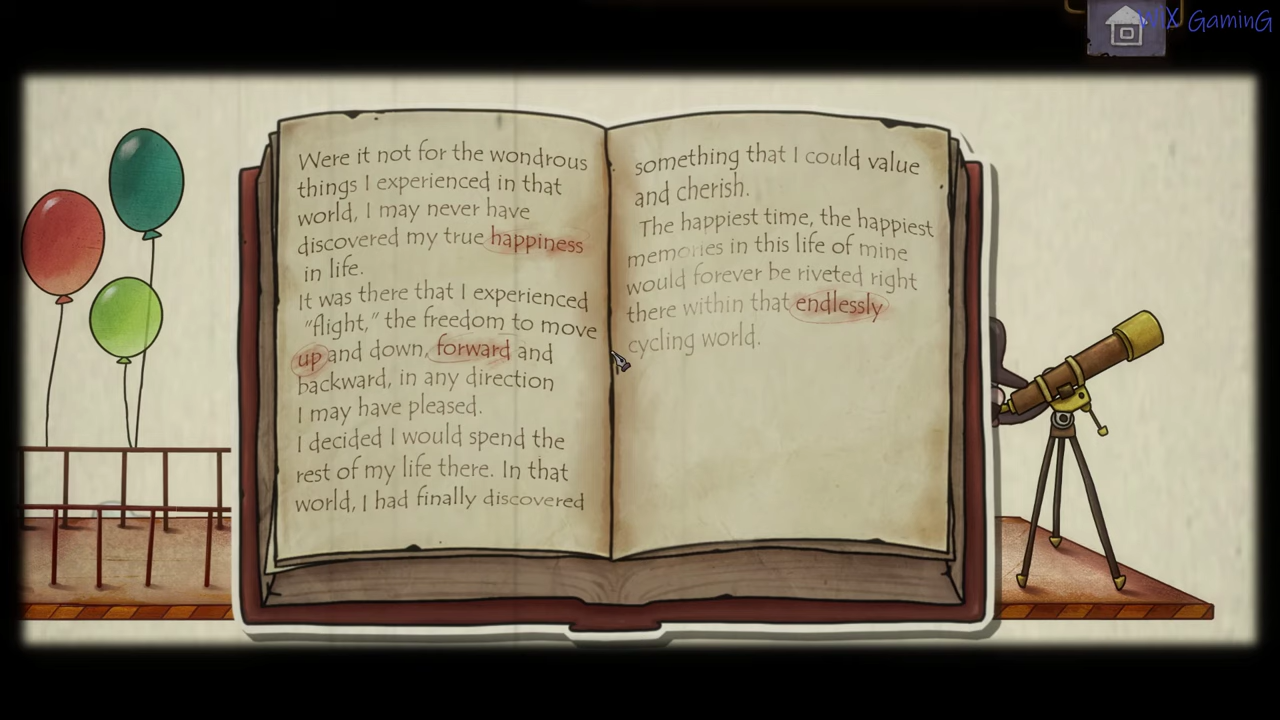 WIX GaminG
Were it not for the wondrous
things I experienced in that
world, I may never have
discovered my true happiness
in life.
It was there that I experienced
"flight," the freedom to move
up and down, forward and
backward, in any direction
I may have pleased.
I decided I would spend the
rest of my life there. In that
world, I had finally discovered
something that I could value
and cherish.
The happiest time, the happiest
memories in this life of mine
would forever be riveted right
there within that endlessly
cycling world.